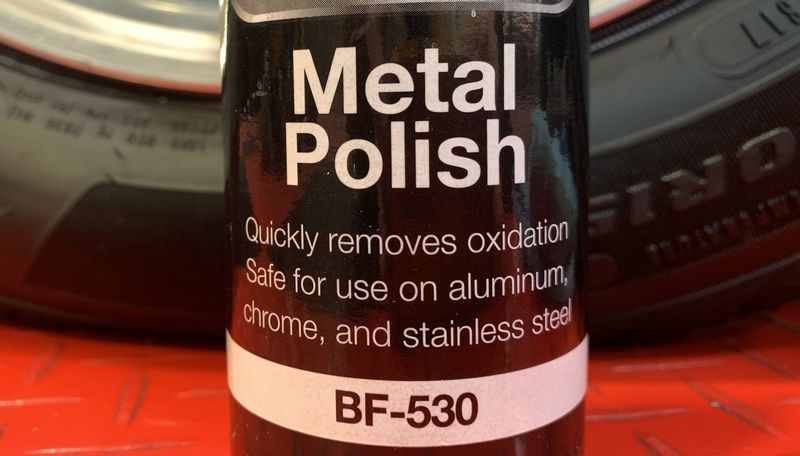 Metal
Polish
Quickly removes oxidation
Safe for use on aluminum,
chrome, and stainless steel
BF-530